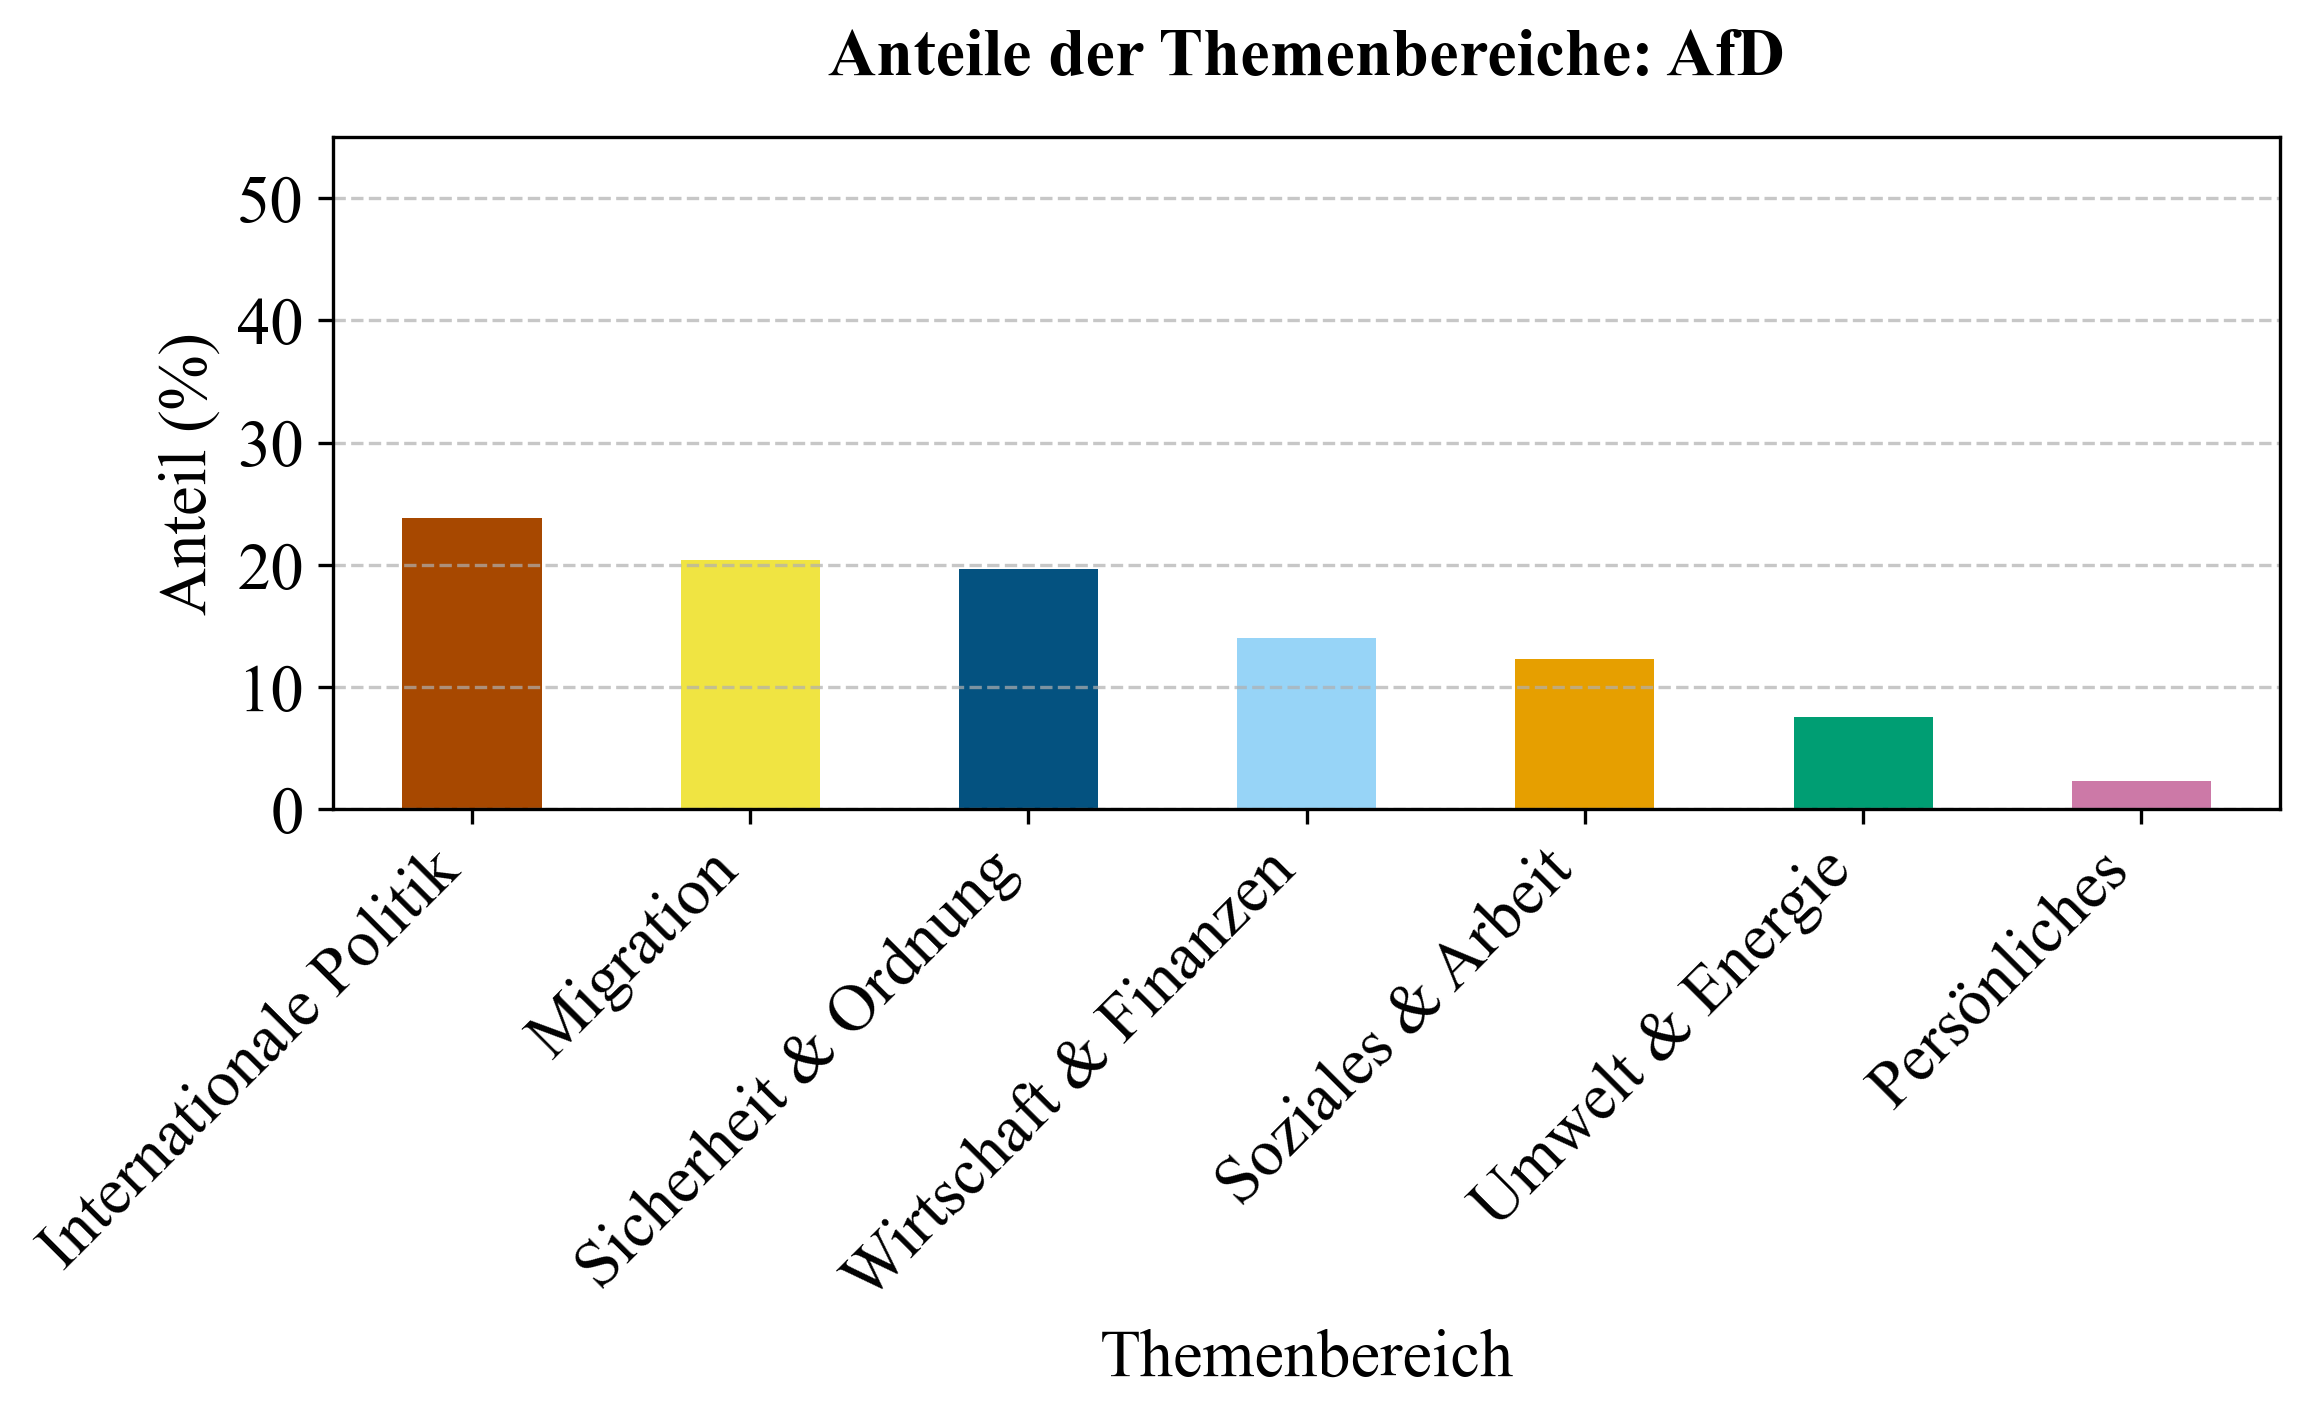 Anteile der Themenbereiche: AfD
Anteil (%)
50
40
30
20
10
0
Internationale Politik
Migration
Sicherheit & Ordnung
Wirtschaft & Finanzen
Soziales & Arbeit
Umwelt & Energie
Persönliches
Themenbereich